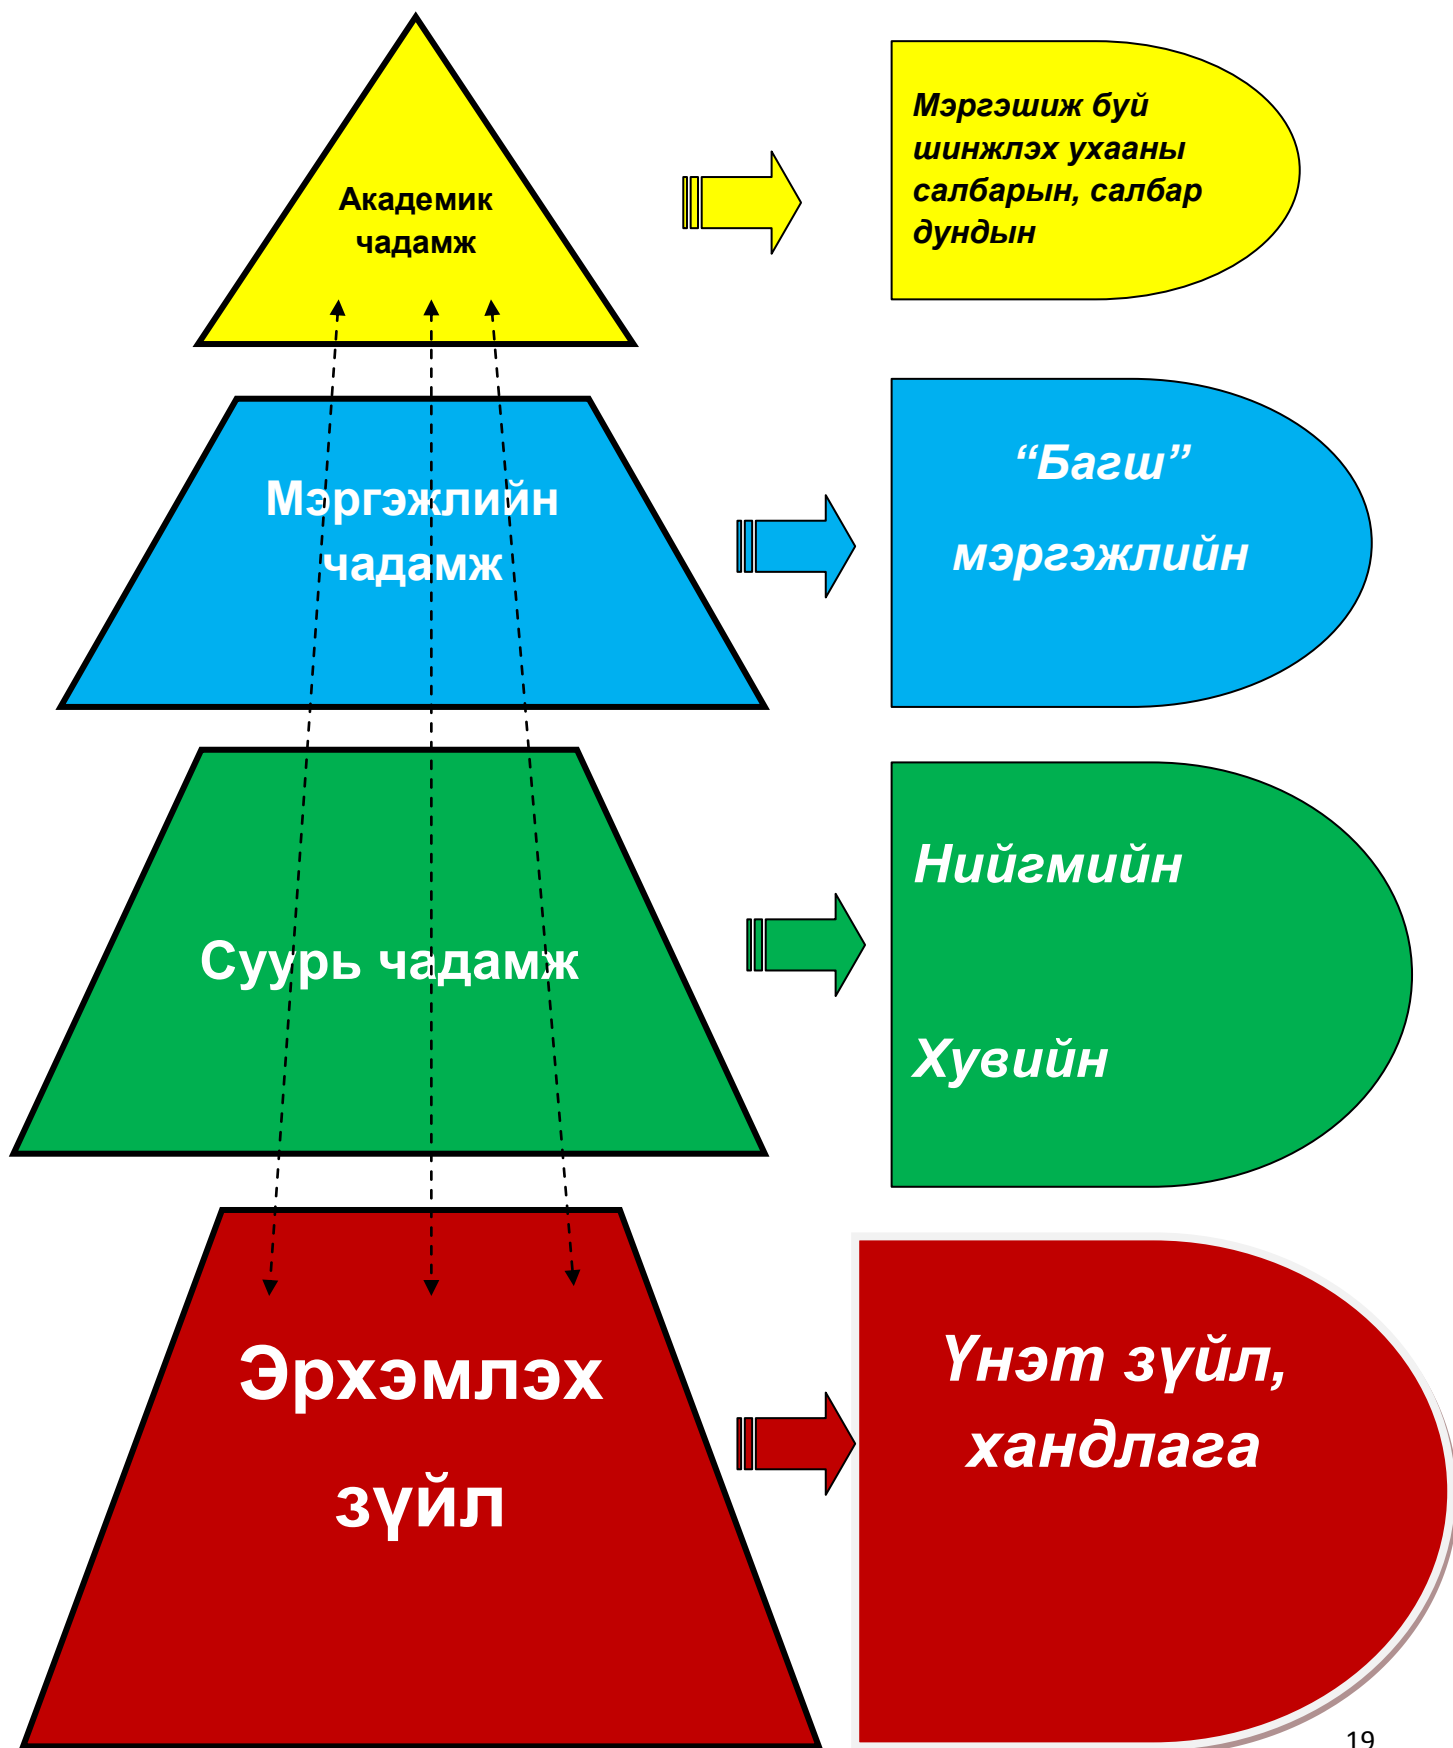 Академик
чадамж
Мэргэшиж буй
шинжлэх ухааны
салбарын, салбар
дундын
Мэргэжлийн
чадамж
“Багш”
мэргэжлийн
Суурь чадамж
Нийгмийн
Хувийн
Эрхэмлэх
зүйл
Үнэт зүйл,
хандлага
19